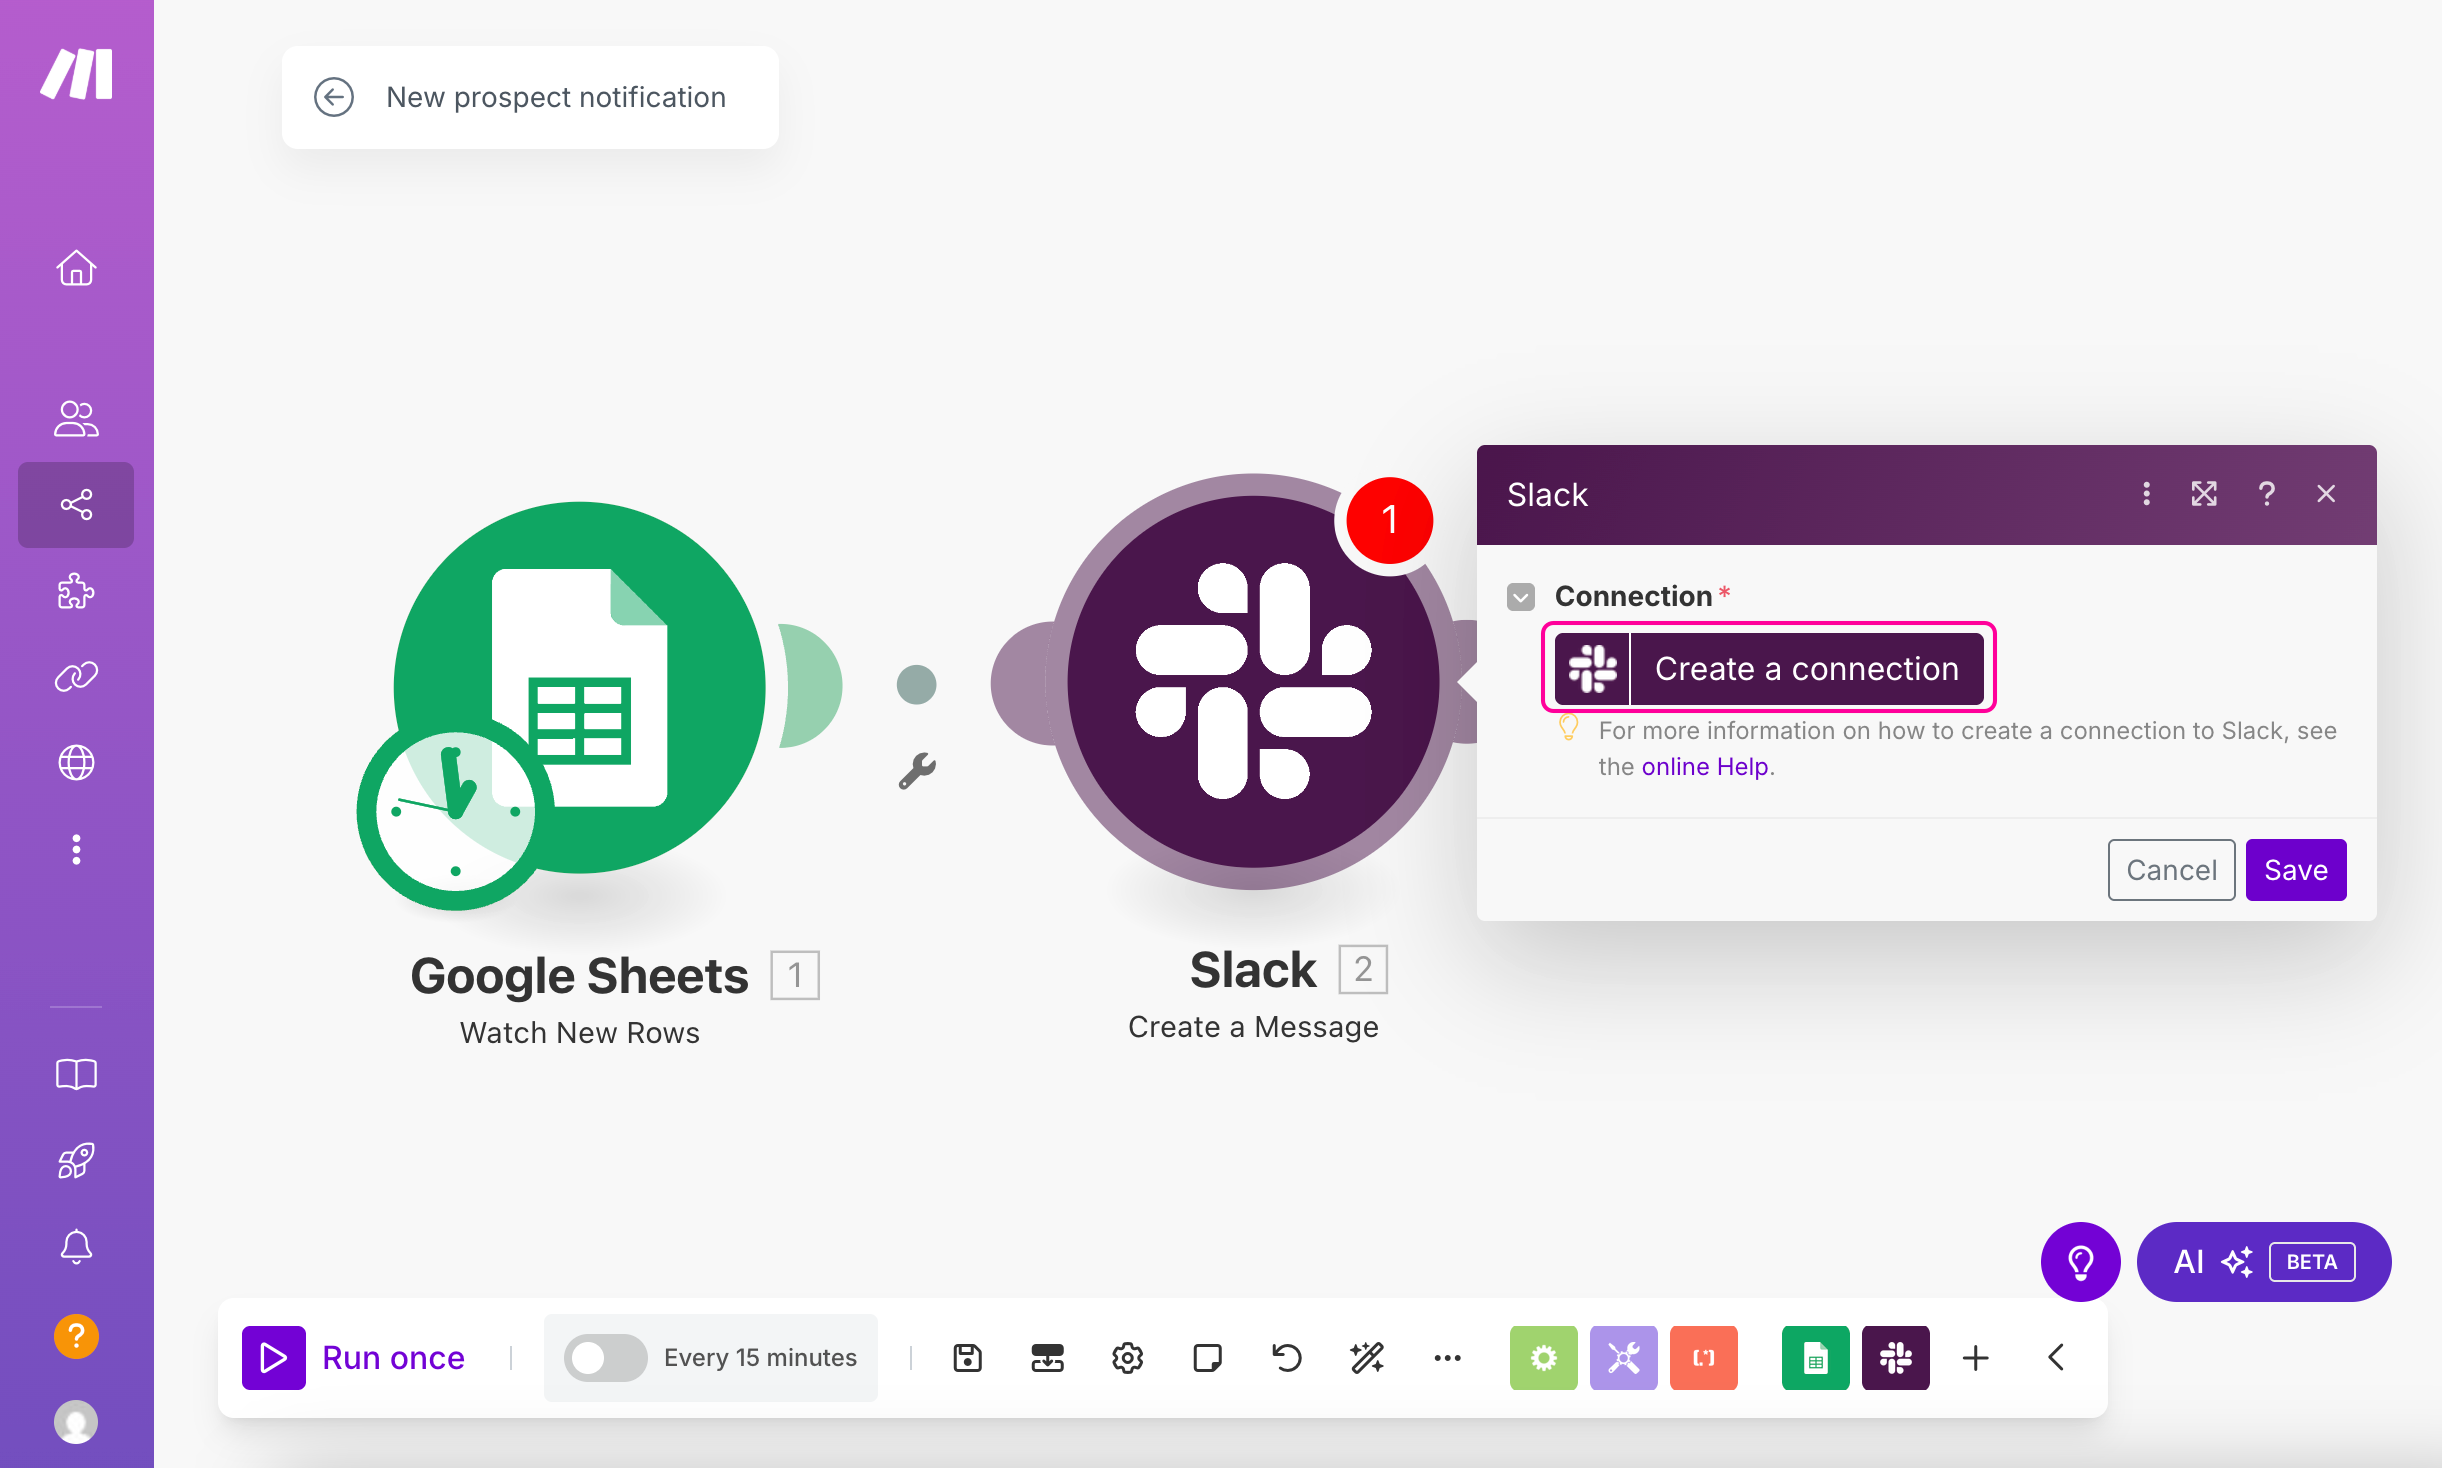 New prospect notification
1
Slack
?
Connection *
Create a connection
For more information on how to create a connection to Slack, see
the online Help.
Cancel
Save
Google Sheets 1
Watch New Rows
Slack 2
Create a Message
AI BETA
?
Run once
Every 15 minutes